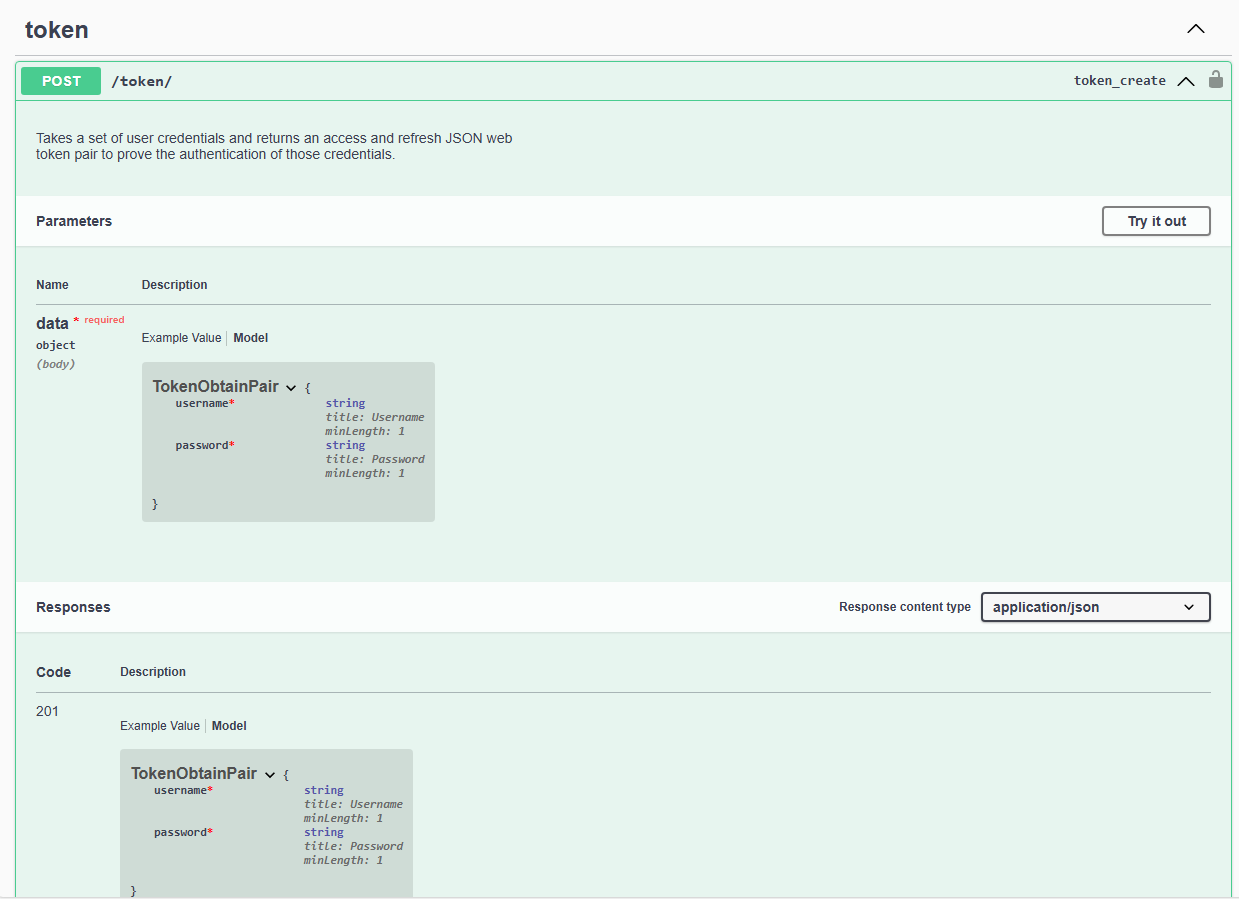 token
POST /token/ token_create
Takes a set of user credentials and returns an access and refresh JSON web
token pair to prove the authentication of those credentials.
Parameters
Try it out
Name Description
data * required
object
(body)
Example Value Model
TokenObtainPair {
username* string
title: Username
minLength: 1
password* string
title: Password
minLength: 1
}
Responses
Response content type application/json
Code Description
201
Example Value Model
TokenObtainPair {
username* string
title: Username
minLength: 1
password* string
title: Password
minLength: 1
}